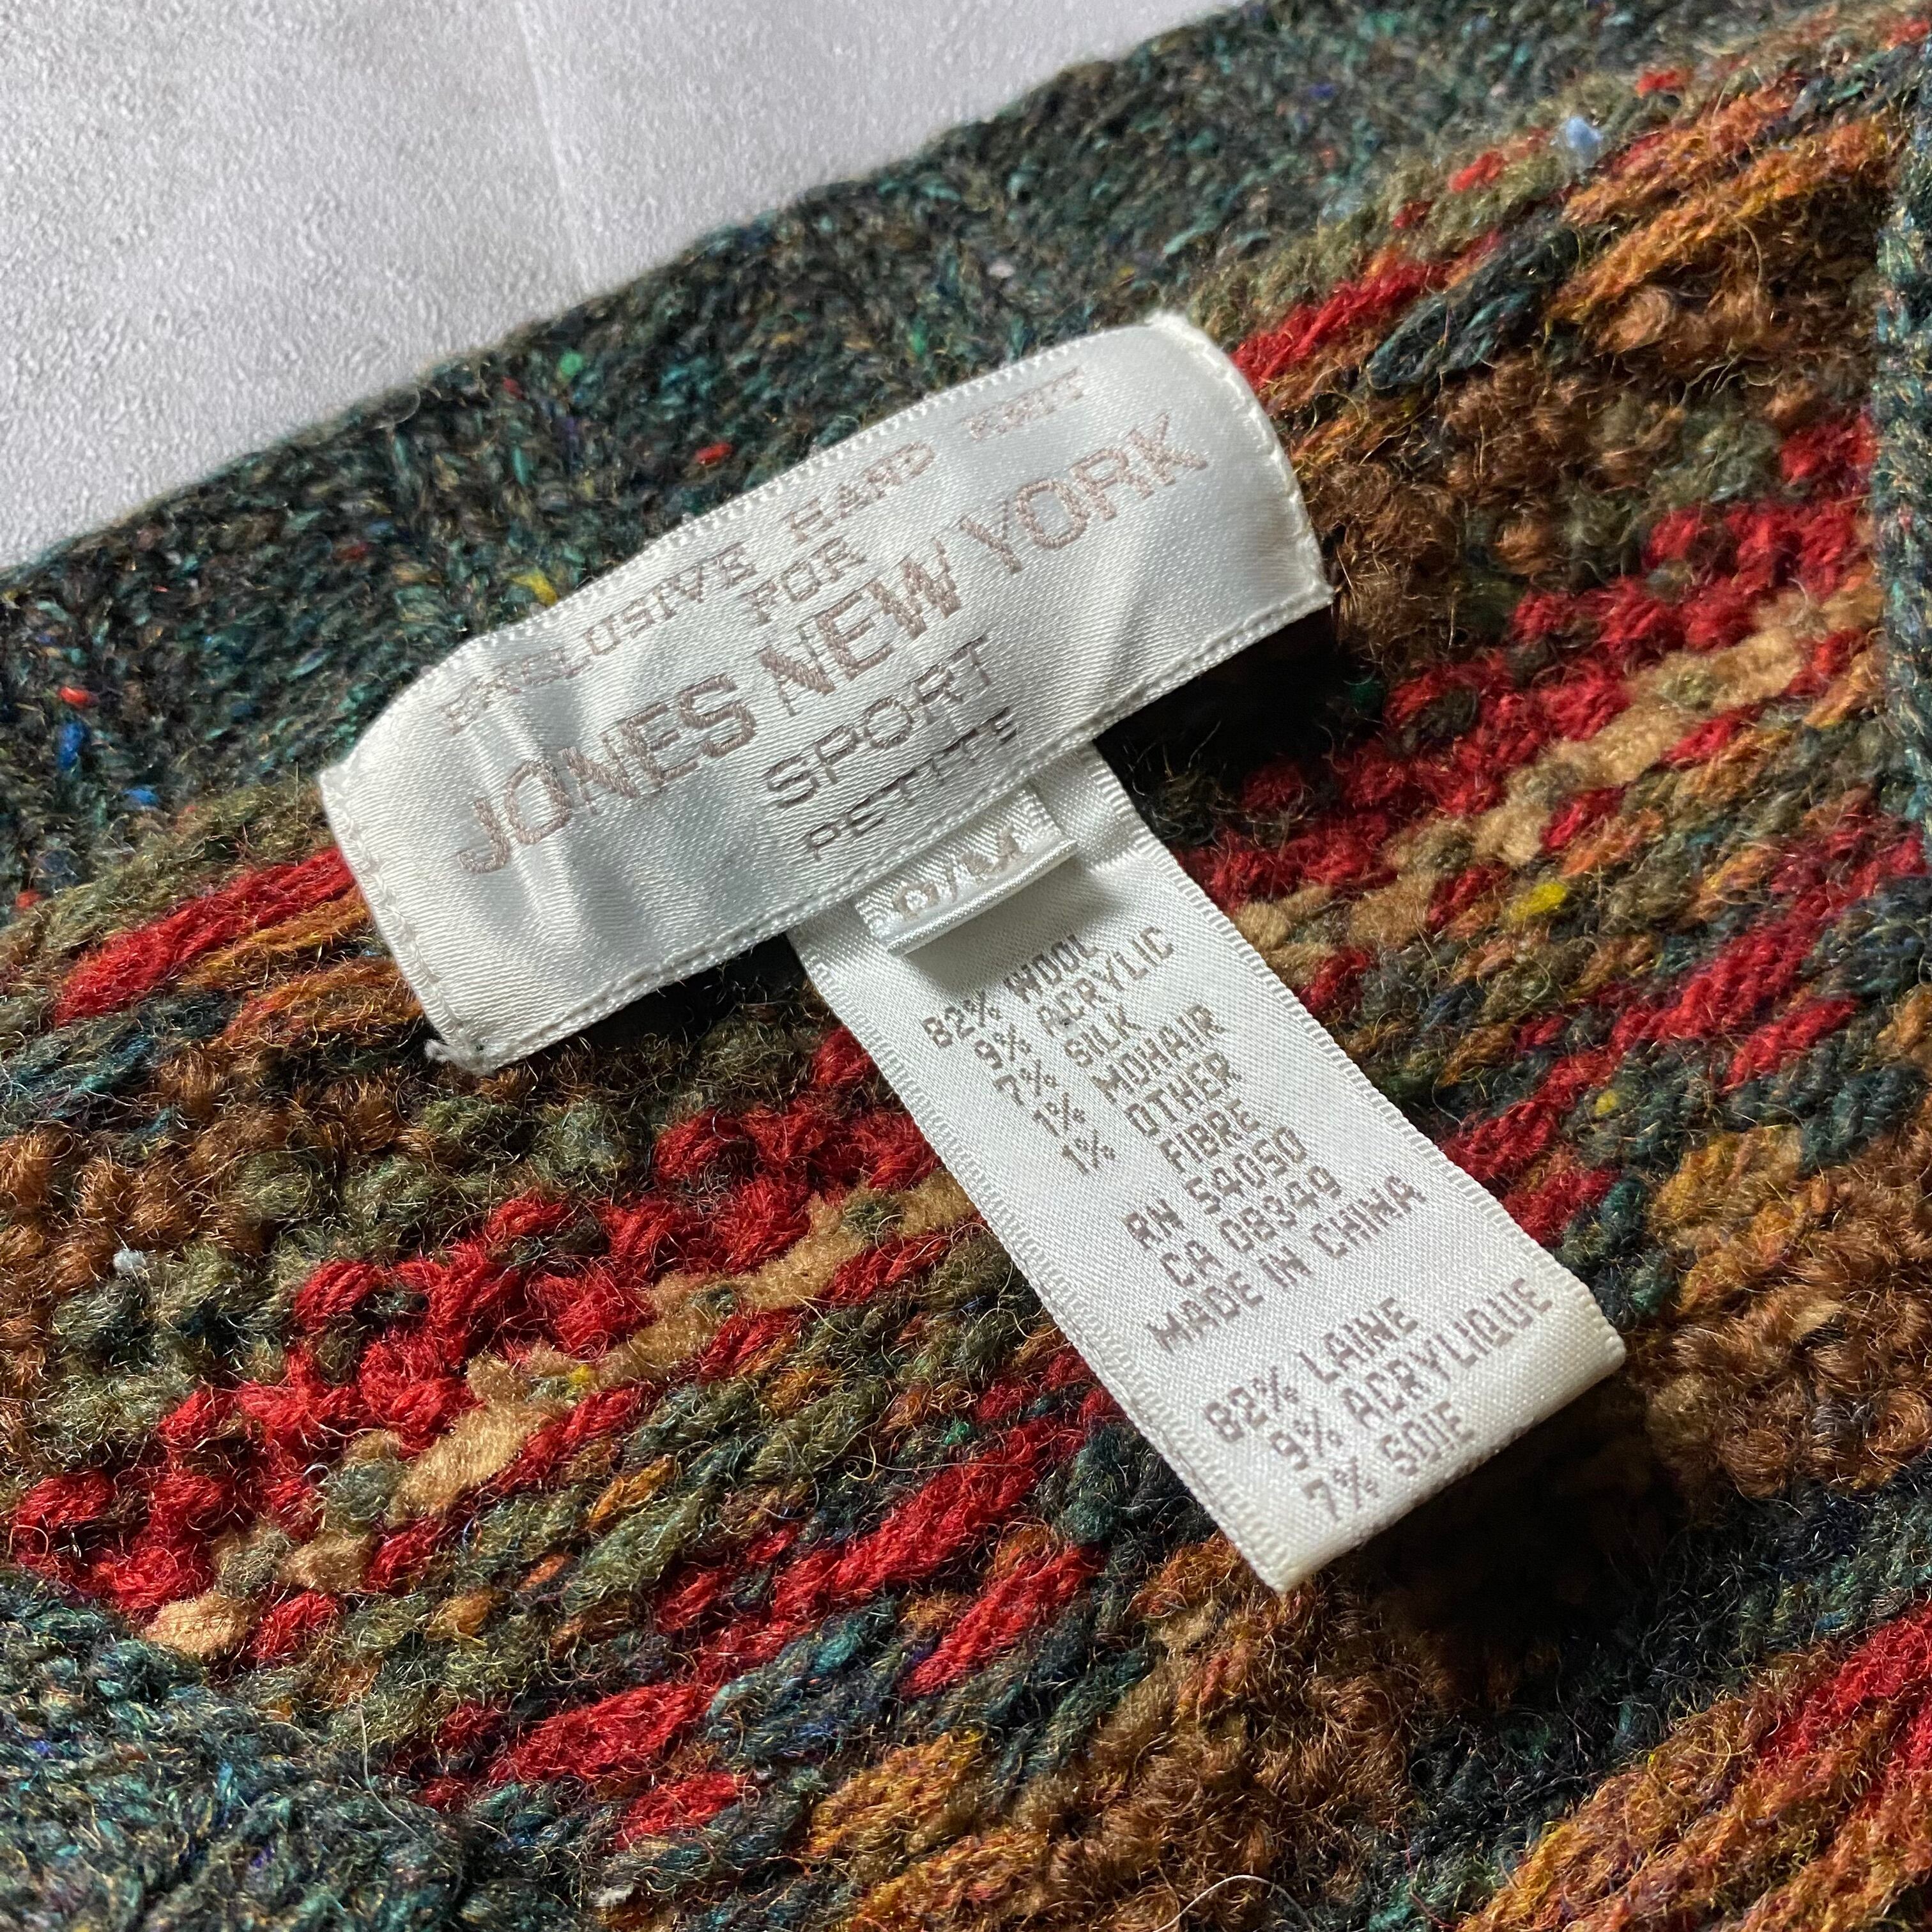 EXCLUSIVE HAND KNIT
FOR
JONES NEW YORK
SPORT
PETITE
P/M
82% WOOL
9% ACRYLIC
7% SILK
1% MOHAIR
1% OTHER
FIBRE
RN 54050
CA 08349
MADE IN CHINA
82% LAINE
9% ACRYLIQUE
7% SOIE